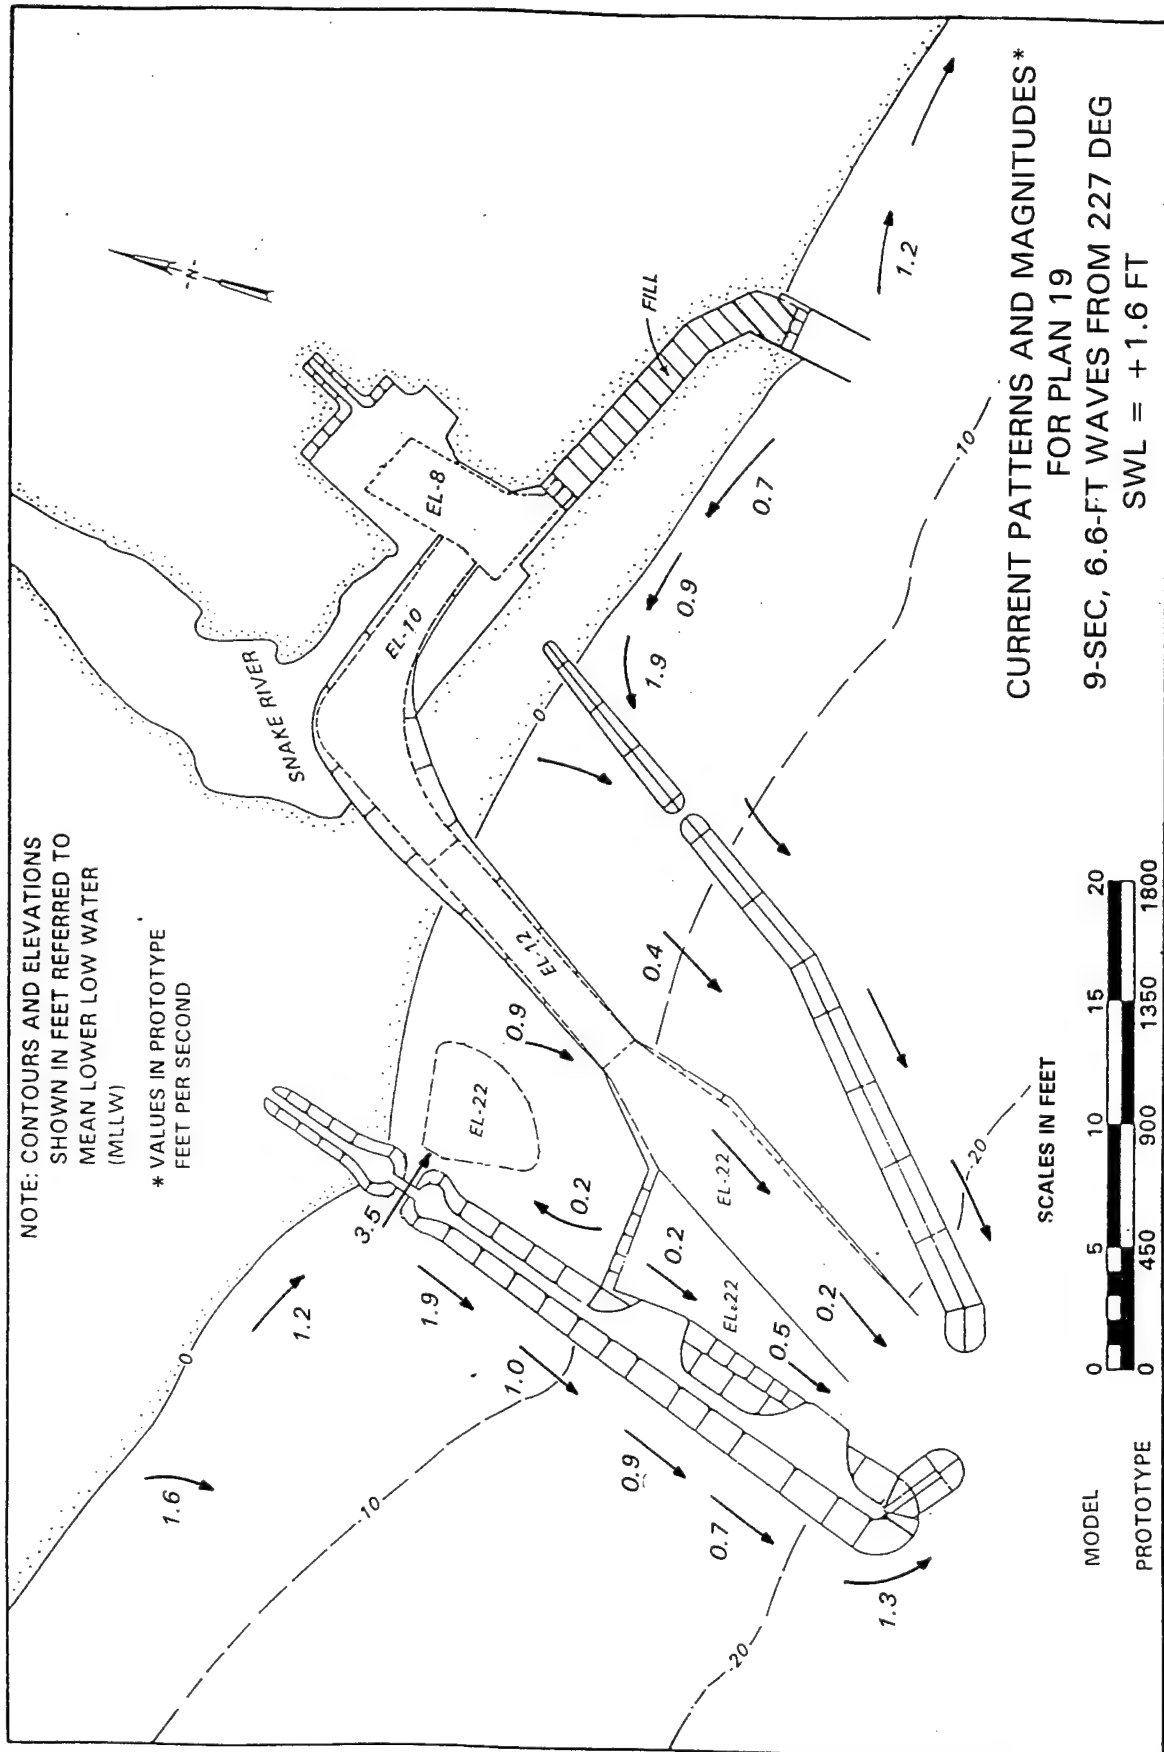 NOTE: CONTOURS AND ELEVATIONS
SHOWN IN FEET REFERRED TO
MEAN LOWER LOW WATER
(MLLW)
* VALUES IN PROTOTYPE
FEET PER SECOND
SNAKE RIVER
-N-
EL-8
EL-10
EL-12
EL-22
EL-22
EL-22
FILL
0
0
-10
-10
-20
-20
1.6
1.2
3.5
1.9
1.0
0.9
0.7
1.3
0.2
0.9
0.2
0.5
0.2
0.4
1.9
0.9
0.7
1.2
CURRENT PATTERNS AND MAGNITUDES*
FOR PLAN 19
9-SEC, 6.6-FT WAVES FROM 227 DEG
SWL = +1.6 FT
SCALES IN FEET
MODEL 0 5 10 15 20
PROTOTYPE 0 450 900 1350 1800